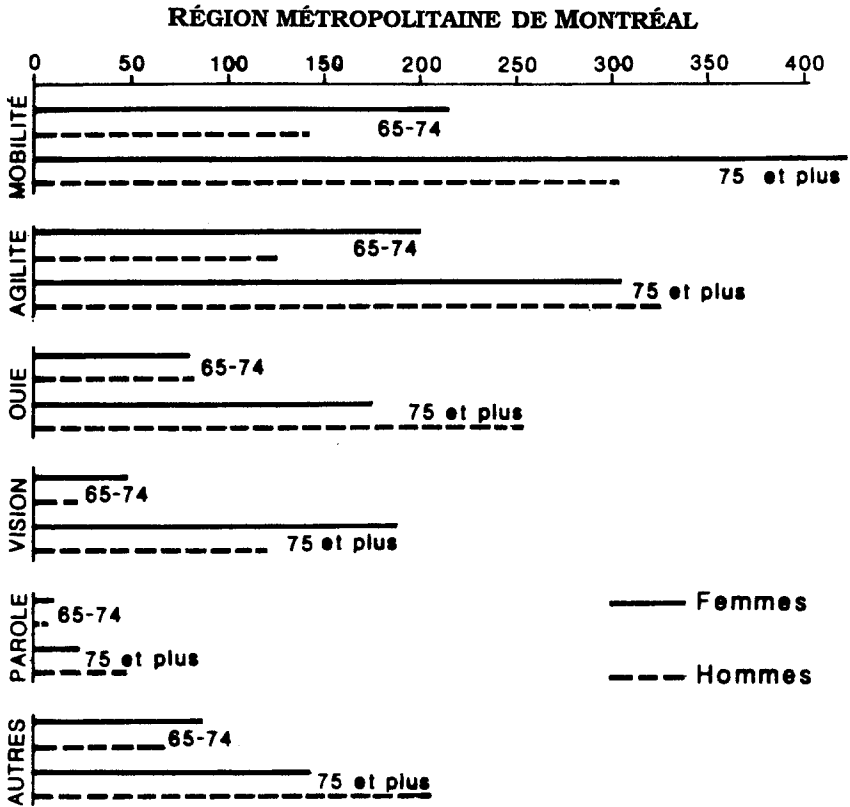 RÉGION MÉTROPOLITAINE DE MONTRÉAL
0 50 100 150 200 250 300 350 400
MOBILITÉ
65-74
75 et plus
AGILITÉ
65-74
75 et plus
OUIE
65-74
75 et plus
VISION
65-74
75 et plus
PAROLE
65-74
75 et plus
Femmes
Hommes
AUTRES
65-74
75 et plus